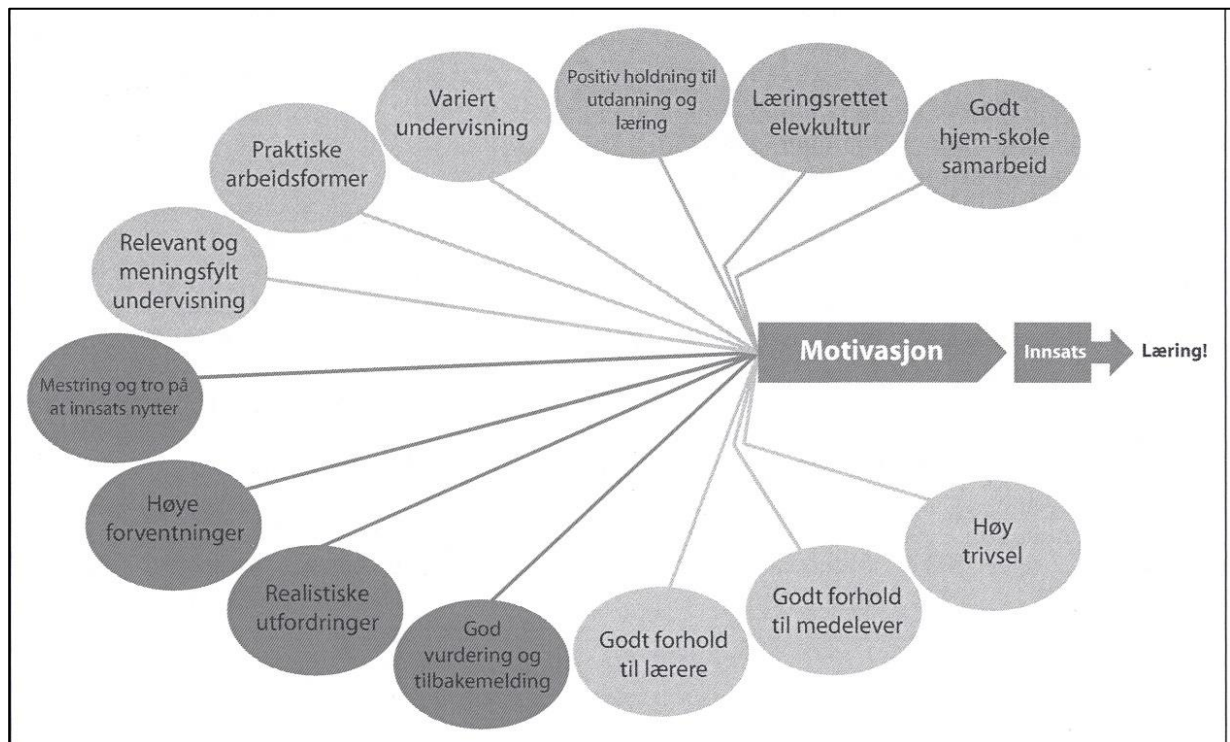 Positiv holdning til
utdanning og
læring
Læringsrettet
elevkultur
Godt
hjem-skole
samarbeid
Variert
undervisning
Praktiske
arbeidsformer
Relevant og
meningsfylt
undervisning
Mestring og tro på
at innsats nytter
Høye
forventninger
Realistiske
utfordringer
God
vurdering og
tilbakemelding
Godt forhold
til lærere
Godt forhold
til medelever
Høy
trivsel
Motivasjon
Innsats
Læring!